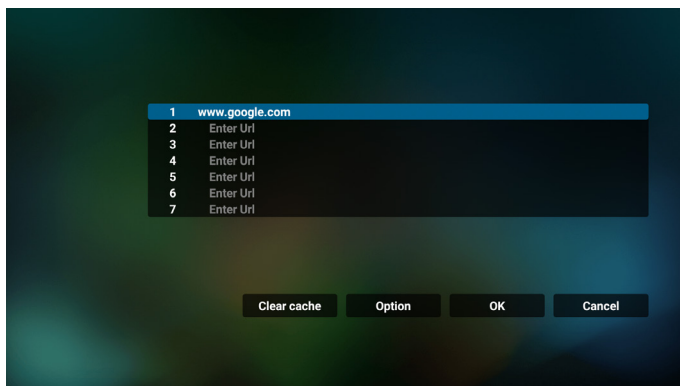 1 www.google.com
2 Enter Url
3 Enter Url
4 Enter Url
5 Enter Url
6 Enter Url
7 Enter Url
Clear cache Option OK Cancel